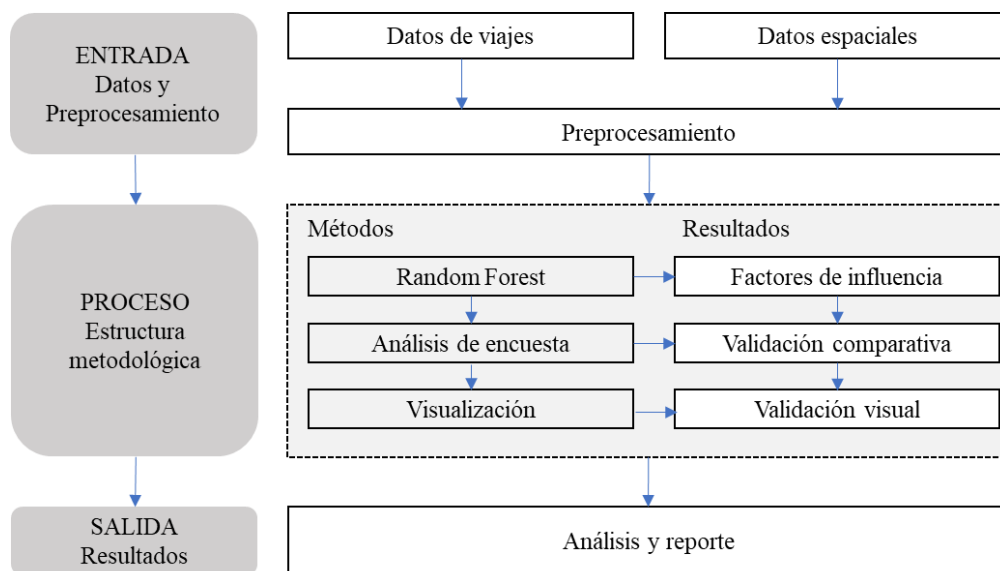 ENTRADA
Datos y
Preprocesamiento
Datos de viajes
Datos espaciales
Preprocesamiento
PROCESO
Estructura
metodológica
Métodos
Resultados
Random Forest
Factores de influencia
Análisis de encuesta
Validación comparativa
Visualización
Validación visual
SALIDA
Resultados
Análisis y reporte